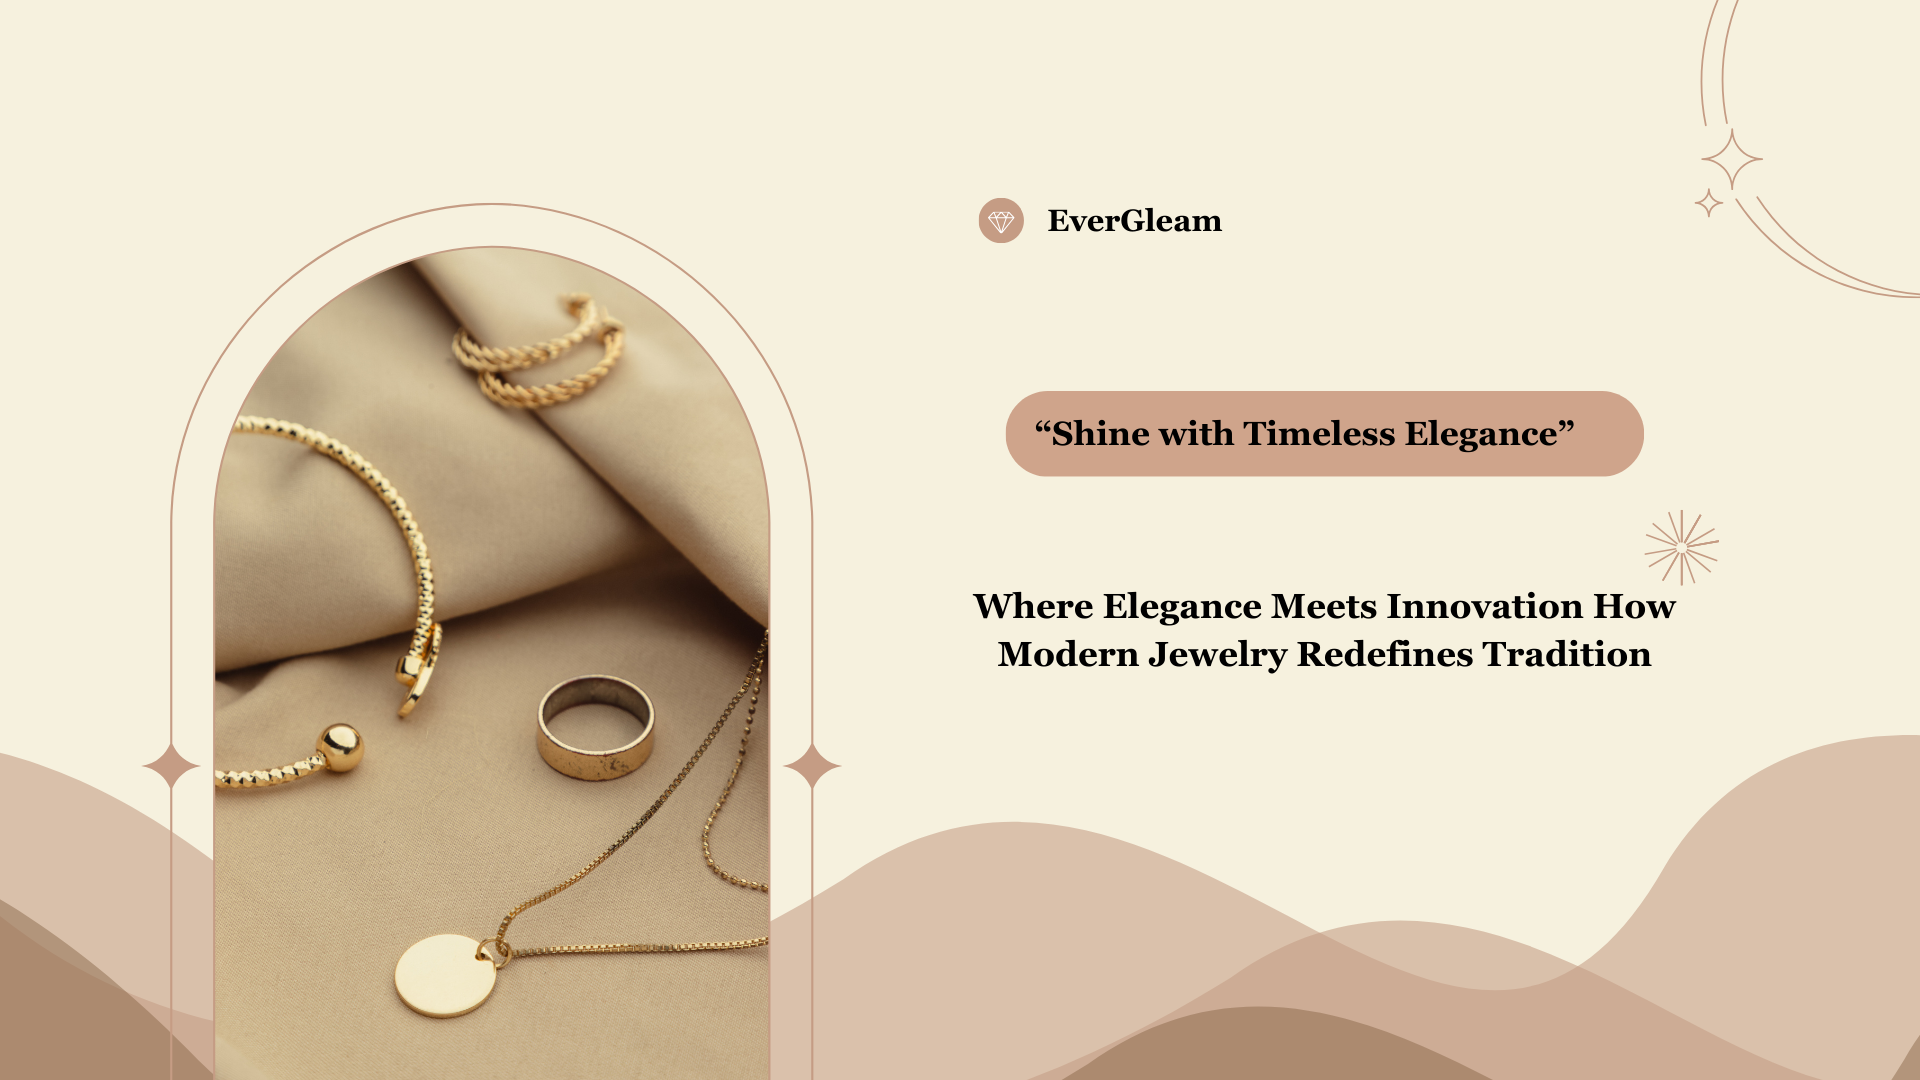 EverGleam
“Shine with Timeless Elegance”
Where Elegance Meets Innovation How
Modern Jewelry Redefines Tradition